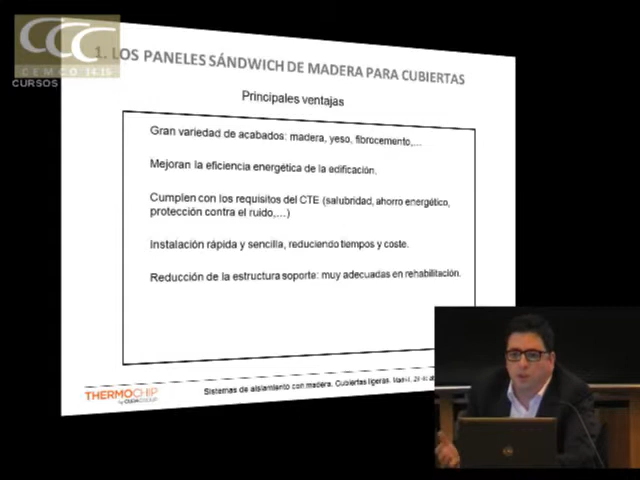 CCC
CEMCO 2015
CURSOS
1. LOS PANELES SÁNDWICH DE MADERA PARA CUBIERTAS
Principales ventajas
Gran variedad de acabados: madera, yeso, fibrocemento,...
Mejoran la eficiencia energética de la edificación.
Cumplen con los requisitos del CTE (salubridad, ahorro energético,
protección contra el ruido,...)
Instalación rápida y sencilla, reduciendo tiempos y coste.
Reducción de la estructura soporte: muy adecuadas en rehabilitación.
THERMOCHIP
Sistemas de aislamiento con madera. Cubiertas ligeras. Madrid,